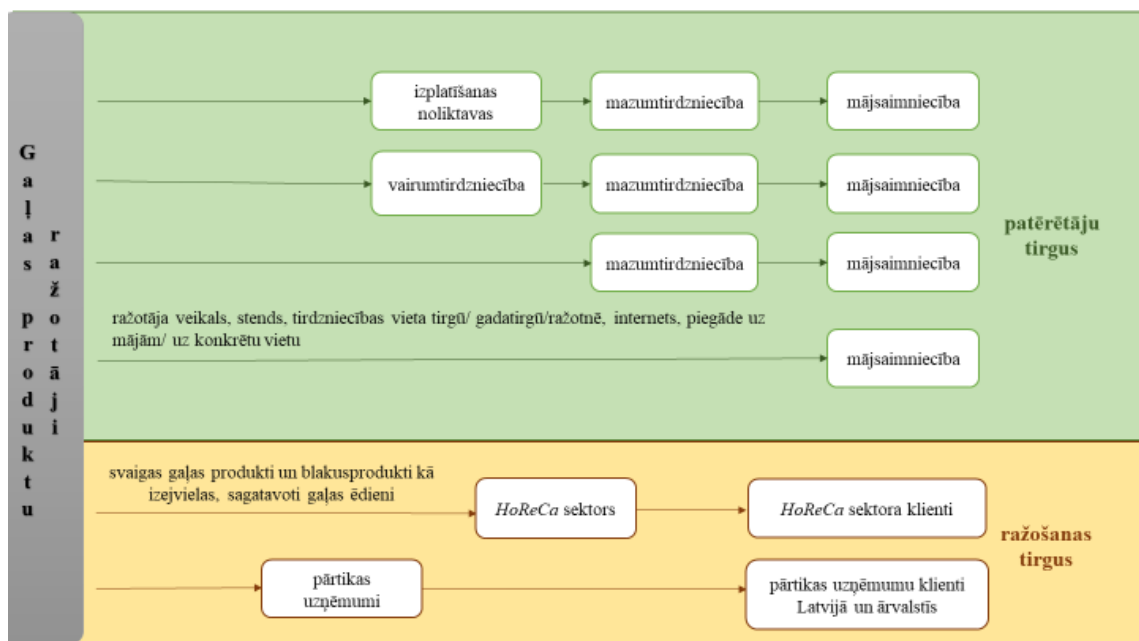 Gaļas produktu
ražotāji
izplatīšanas
noliktavas
mazumtirdzniecība
mājsaimniecība
vairumtirdzniecība
mazumtirdzniecība
mājsaimniecība
mazumtirdzniecība
mājsaimniecība
patērētāju
tirgus
ražotāja veikals, stends, tirdzniecības vieta tirgū/ gadatirgū/ražotnē, internets, piegāde uz
mājām/ uz konkrētu vietu
mājsaimniecība
svaigas gaļas produkti un blakusprodukti kā
izejvielas, sagatavoti gaļas ēdieni
HoReCa sektors
HoReCa sektora klienti
ražošanas
tirgus
pārtikas
uzņēmumi
pārtikas uzņēmumu klienti
Latvijā un ārvalstīs